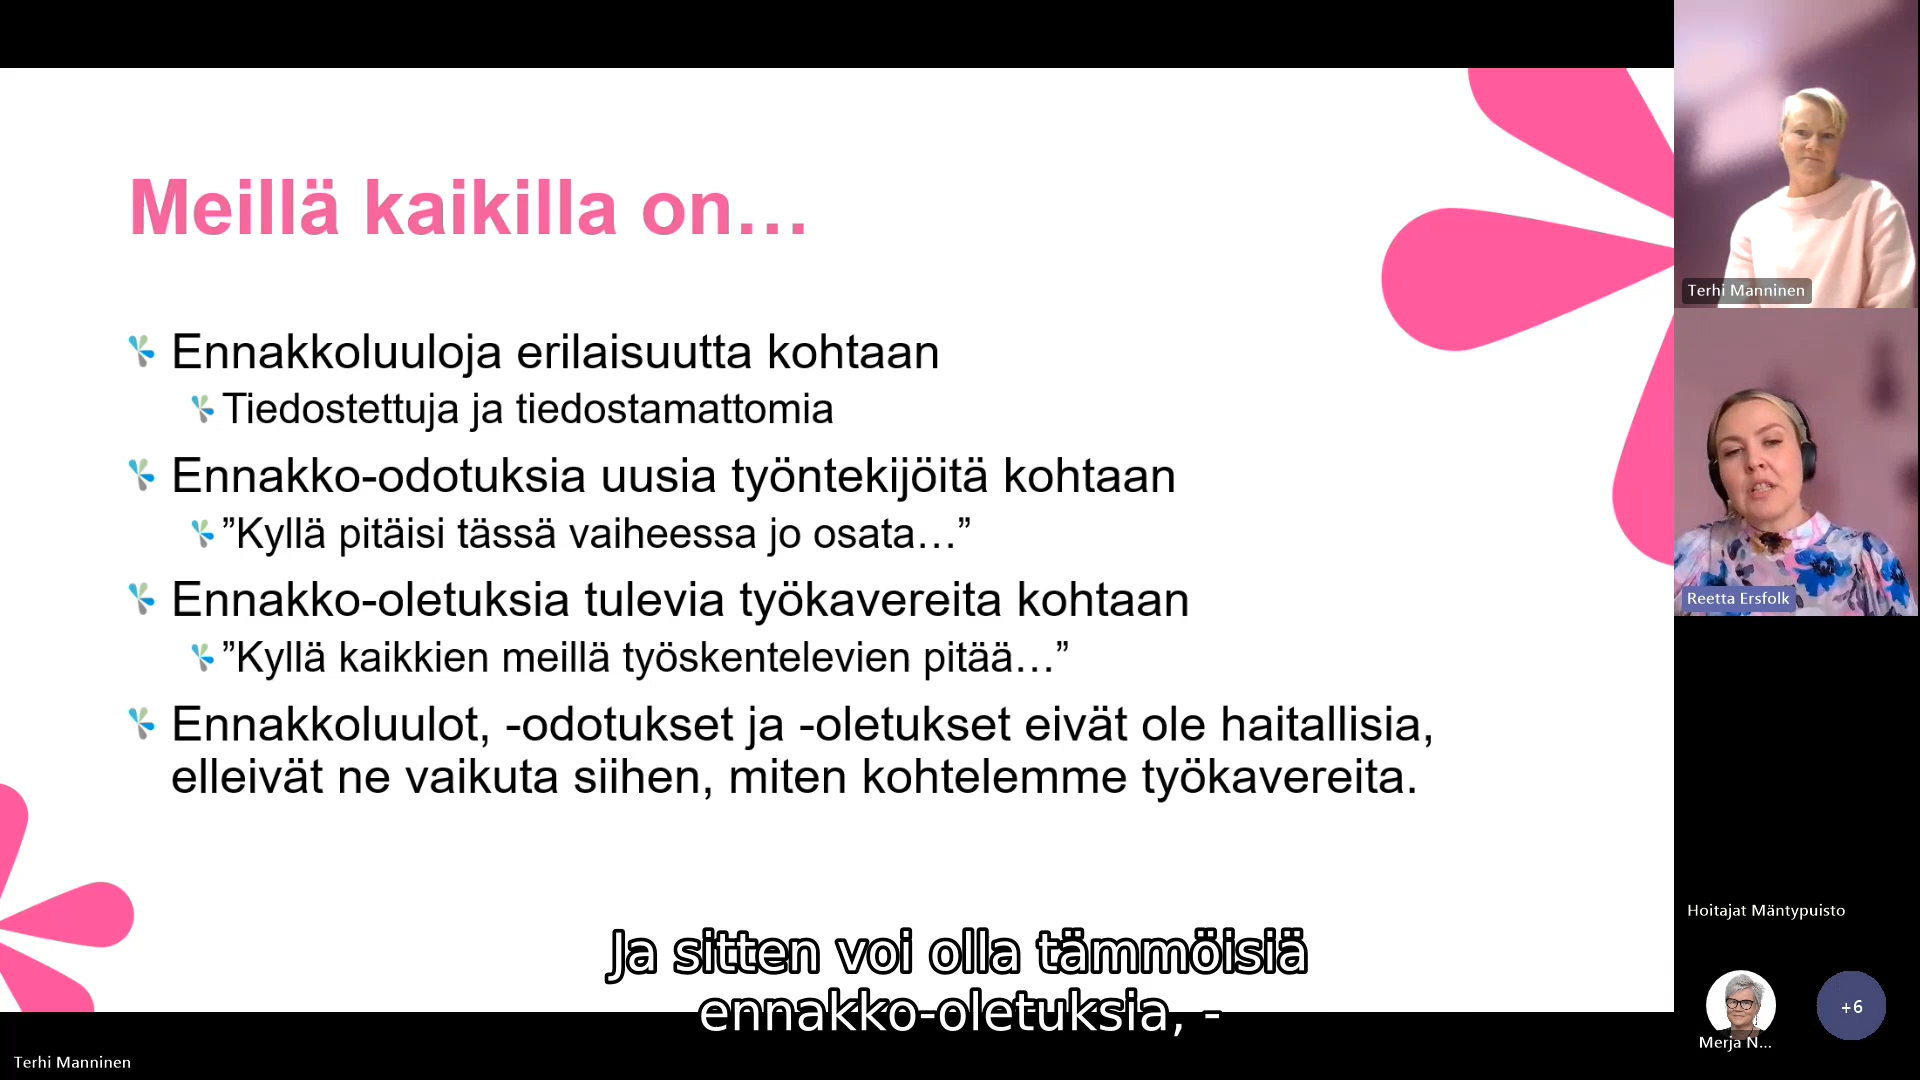 Meillä kaikilla on…
Ennakkoluuloja erilaisuutta kohtaan
Tiedostettuja ja tiedostamattomia
Ennakko-odotuksia uusia työntekijöitä kohtaan
”Kyllä pitäisi tässä vaiheessa jo osata…”
Ennakko-oletuksia tulevia työkavereita kohtaan
”Kyllä kaikkien meillä työskentelevien pitää…”
Ennakkoluulot, -odotukset ja -oletukset eivät ole haitallisia,
elleivät ne vaikuta siihen, miten kohtelemme työkavereita.
Ja sitten voi olla tämmöisiä
ennakko-oletuksia, -
Terhi Manninen
Terhi Manninen
Reetta Ersfolk
Hoitajat Mäntypuisto
+6
Merja N...